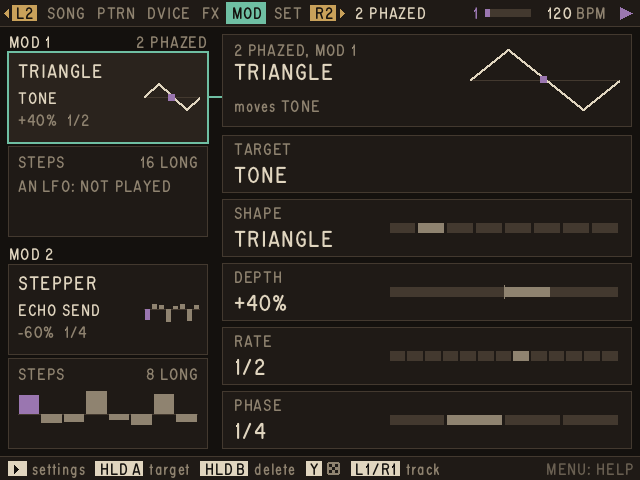 L2 SONG PTRN DVICE FX MOD SET R2 2 PHAZED 1 120 BPM
MOD 1 2 PHAZED
TRIANGLE
TONE
+40% 1/2
STEPS 16 LONG
AN LFO: NOT PLAYED
MOD 2
STEPPER
ECHO SEND
-60% 1/4
STEPS 8 LONG
2 PHAZED, MOD 1
TRIANGLE
moves TONE
TARGET
TONE
SHAPE
TRIANGLE
DEPTH
+40%
RATE
1/2
PHASE
1/4
settings HLD A target HLD B delete Y L1/R1 track MENU: HELP